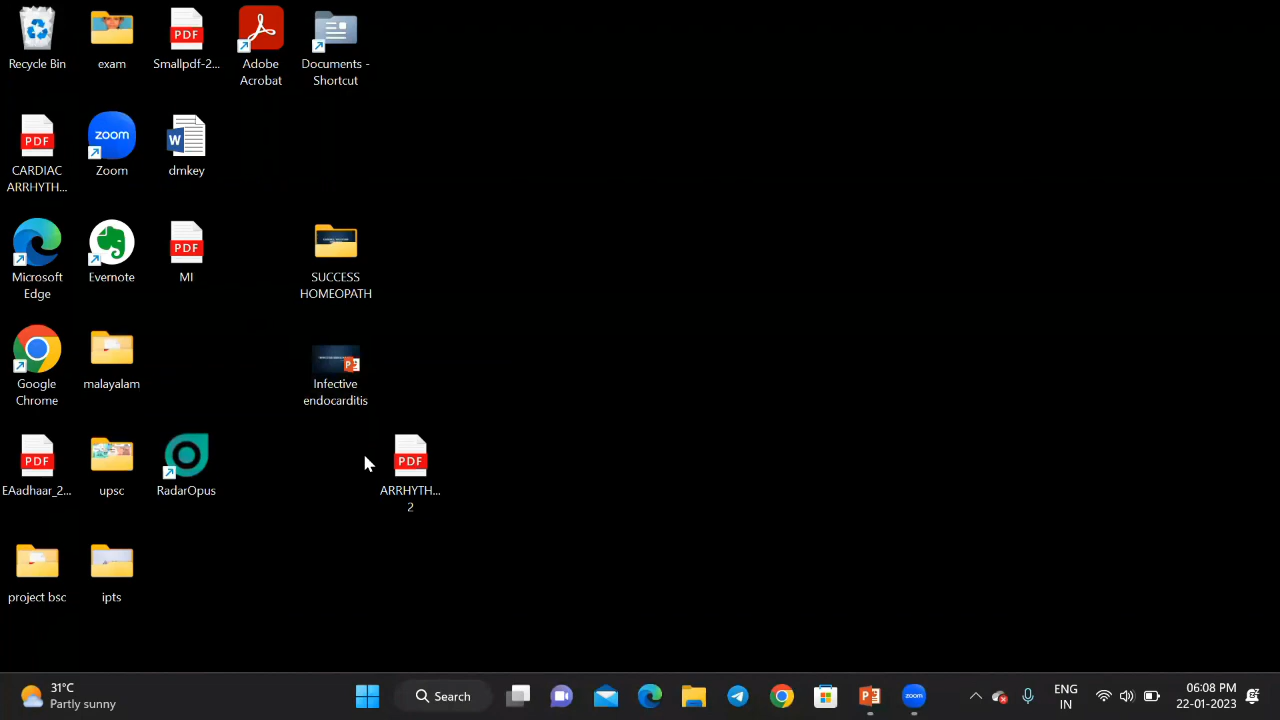 Recycle Bin
exam
PDF
Smallpdf-2...
Adobe
Acrobat
Documents -
Shortcut
PDF
CARDIAC
ARRHYTH...
zoom
Zoom
W
dmkey
Microsoft
Edge
Evernote
PDF
MI
SUCCESS
HOMEOPATH
Google
Chrome
malayalam
P
Infective
endocarditis
PDF
EAadhaar_2...
upsc
RadarOpus
PDF
ARRHYTH...
2
project bsc
ipts
31°C
Partly sunny
Search
P
zoom
ENG
IN
06:08 PM
22-01-2023